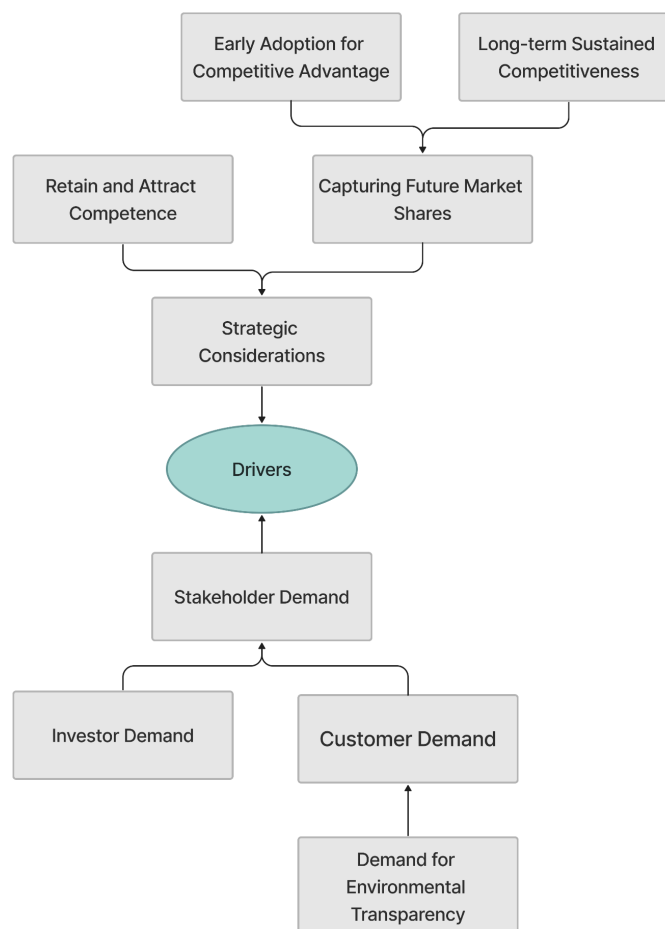 Early Adoption for
Competitive Advantage
Long-term Sustained
Competitiveness
Retain and Attract
Competence
Capturing Future Market
Shares
Strategic
Considerations
Drivers
Stakeholder Demand
Investor Demand
Customer Demand
Demand for
Environmental
Transparency